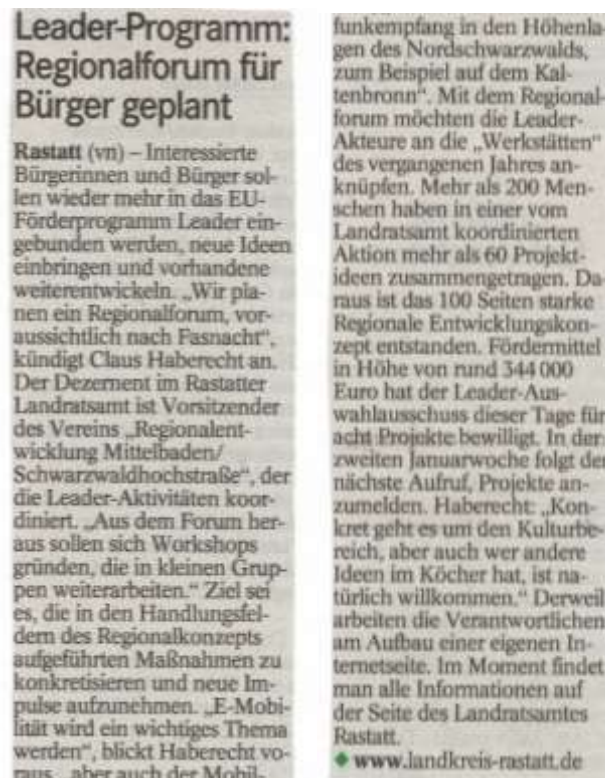 Leader-Programm:
Regionalforum für
Bürger geplant
Rastatt (vn) – Interessierte
Bürgerinnen und Bürger sol-
len wieder mehr in das EU-
Förderprogramm Leader ein-
gebunden werden, neue Ideen
einbringen und vorhandene
weiterentwickeln. „Wir pla-
nen ein Regionalforum, vor-
aussichtlich nach Fasnacht“,
kündigt Claus Haberecht an.
Der Dezernent im Rastatter
Landratsamt ist Vorsitzender
des Vereins „Regionalent-
wicklung Mittelbaden/
Schwarzwaldhochstraße“, der
die Leader-Aktivitäten koor-
diniert. „Aus dem Forum her-
aus sollen sich Workshops
gründen, die in kleinen Grup-
pen weiterarbeiten.“ Ziel sei
es, die in den Handlungsfel-
dern des Regionalkonzepts
aufgeführten Maßnahmen zu
konkretisieren und neue Im-
pulse aufzunehmen. „E-Mobi-
lität wird ein wichtiges Thema
werden“, blickt Haberecht vo-
raus, „aber auch der Mobil-
funkempfang in den Höhenla-
gen des Nordschwarzwalds,
zum Beispiel auf dem Kal-
tenbronn“. Mit dem Regional-
forum möchten die Leader-
Akteure an die „Werkstätten“
des vergangenen Jahres an-
knüpfen. Mehr als 200 Men-
schen haben in einer vom
Landratsamt koordinierten
Aktion mehr als 60 Projekt-
ideen zusammengetragen. Da
raus ist das 100 Seiten starke
Regionale Entwicklungskon-
zept entstanden. Fördermittel
in Höhe von rund 344 000
Euro hat der Leader-Aus-
wahlausschuss dieser Tage für
acht Projekte bewilligt. In der
zweiten Januarwoche folgt der
nächste Aufruf, Projekte an-
zumelden. Haberecht: „Kon-
kret geht es um den Kulturbe-
reich, aber auch wer andere
Ideen im Köcher hat, ist na-
türlich willkommen.“ Derweil
arbeiten die Verantwortlichen
am Aufbau einer eigenen In-
ternetseite. Im Moment findet
man alle Informationen auf
der Seite des Landratsamtes
Rastatt.
◆ www.landkreis-rastatt.de